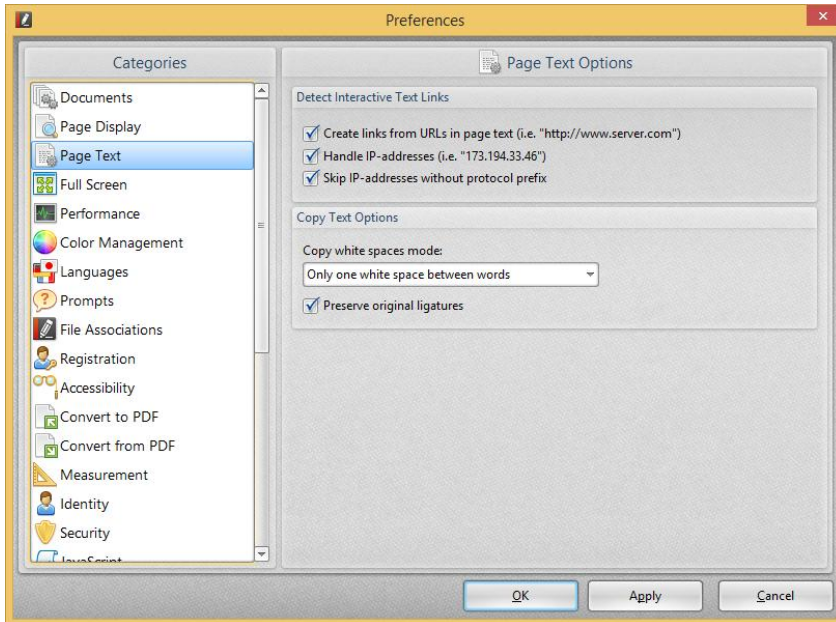 Preferences
Categories
Documents
Page Display
Page Text
Full Screen
Performance
Color Management
Languages
Prompts
File Associations
Registration
Accessibility
Convert to PDF
Convert from PDF
Measurement
Identity
Security
JavaScript
Page Text Options
Detect Interactive Text Links
Create links from URLs in page text (i.e. "http://www.server.com")
Handle IP-addresses (i.e. "173.194.33.46")
Skip IP-addresses without protocol prefix
Copy Text Options
Copy white spaces mode:
Only one white space between words
Preserve original ligatures
OK
Apply
Cancel